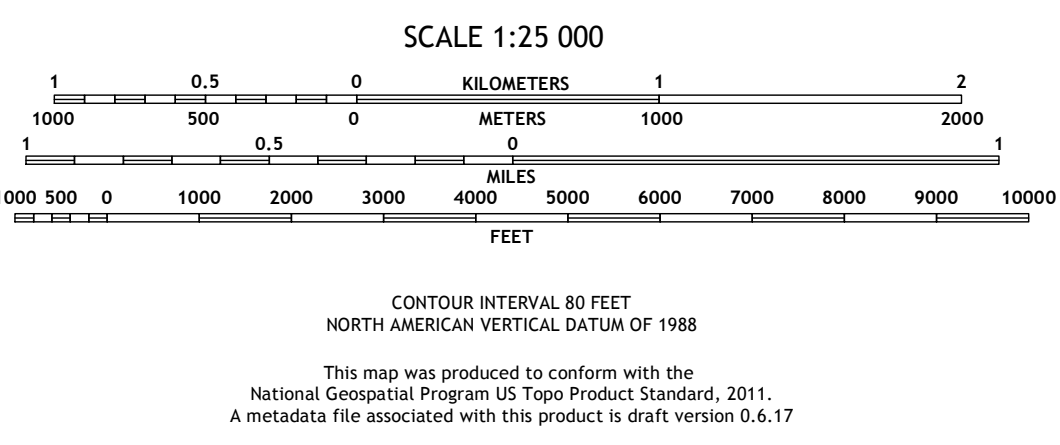 SCALE 1:25 000
1 0.5 0 KILOMETERS 1 2
1000 500 0 METERS 1000 2000
1 0.5 0 1
MILES
000 500 0 1000 2000 3000 4000 5000 6000 7000 8000 9000 10000
FEET
CONTOUR INTERVAL 80 FEET
NORTH AMERICAN VERTICAL DATUM OF 1988
This map was produced to conform with the
National Geospatial Program US Topo Product Standard, 2011.
A metadata file associated with this product is draft version 0.6.17